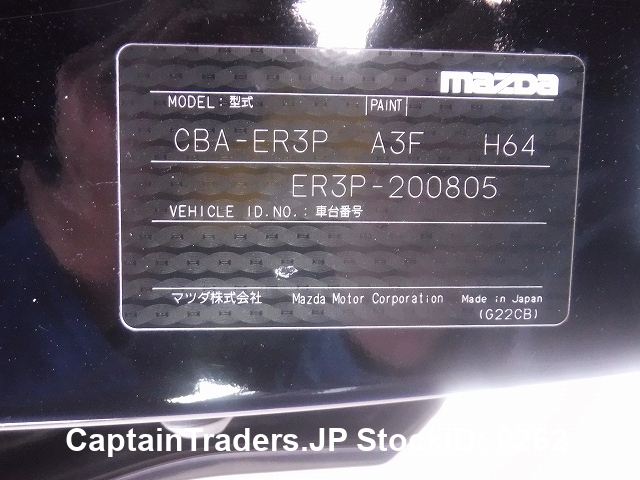 mazda
MODEL: 型式 PAINT
CBA-ER3P A3F H64
ER3P-200805
VEHICLE ID.NO.: 車台番号
マツダ株式会社 Mazda Motor Corporation Made in Japan
(G22CB)
CaptainTraders.JP